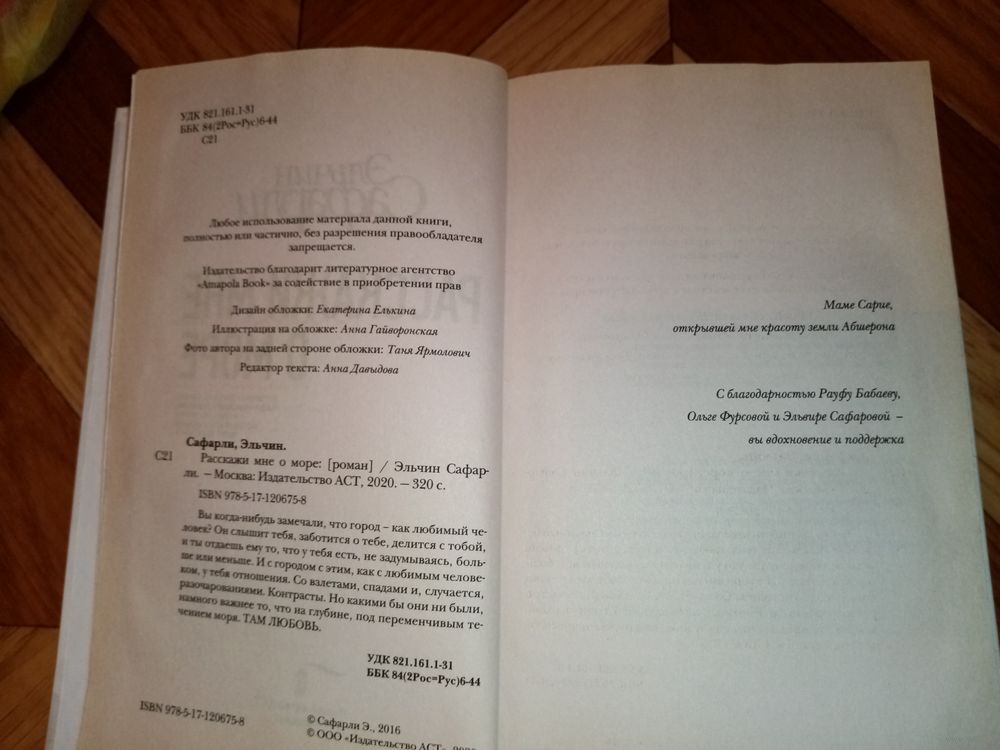 УДК 821.161.1-31
ББК 84(2Рос=Рус)6-44
С21
Любое использование материала данной книги,
полностью или частично, без разрешения правообладателя
запрещается.
Издательство благодарит литературное агентство
«Amapola Book» за содействие в приобретении прав
Дизайн обложки: Екатерина Елькина
Иллюстрация на обложке: Анна Гайворонская
Фото автора на задней стороне обложки: Таня Ярмолович
Редактор текста: Анна Давыдова
Сафарли, Эльчин.
С21 Расскажи мне о море: [роман] / Эльчин Сафар-
ли. – Москва: Издательство АСТ, 2020. – 320 с.
ISBN 978-5-17-120675-8
Вы когда-нибудь замечали, что город – как любимый че-
ловек? Он слышит тебя, заботится о тебе, делится с тобой,
и ты отдаешь ему то, что у тебя есть, не задумываясь, боль-
ше или меньше. И с городом с этим, как с любимым челове-
ком, у тебя отношения. Со взлетами, спадами и, случается,
разочарованиями. Контрасты. Но какими бы они ни были,
намного важнее то, что на глубине, под переменчивым те-
чением моря. ТАМ ЛЮБОВЬ.
УДК 821.161.1-31
ББК 84(2Рос=Рус)6-44
ISBN 978-5-17-120675-8
© Сафарли Э., 2016
© ООО «Издательство АСТ»
Маме Сарие,
открывшей мне красоту земли Абшерона
С благодарностью Рауфу Бабаеву,
Ольге Фурсовой и Эльвире Сафаровой –
вы вдохновение и поддержка